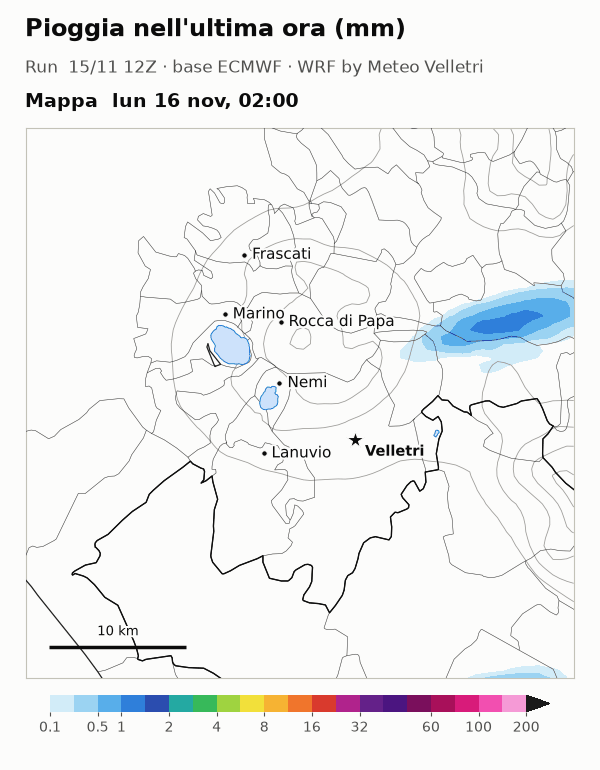 Pioggia nell'ultima ora (mm)
Run  15/11 12Z · base ECMWF · WRF by Meteo Velletri
Mappa  lun 16 nov, 02:00
Frascati
Marino
Rocca di Papa
Nemi
Velletri
Lanuvio
10 km
0.1 0.5 1 2 4 8 16 32 60 100 200